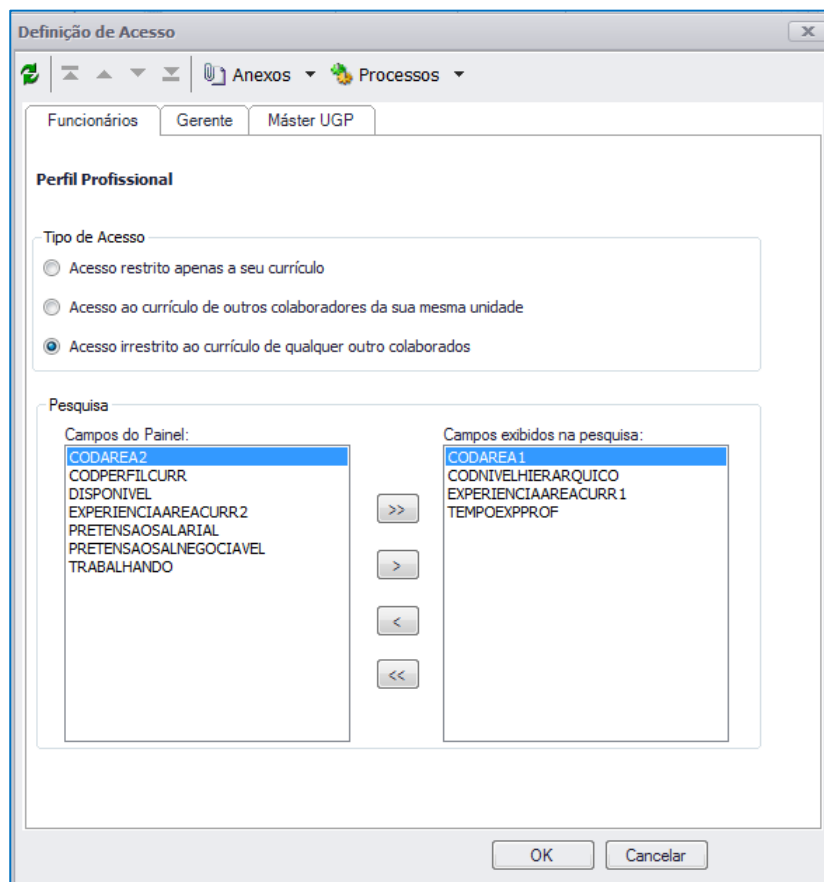 Definição de Acesso
Anexos Processos
Funcionários Gerente Máster UGP
Perfil Profissional
Tipo de Acesso
Acesso restrito apenas a seu currículo
Acesso ao currículo de outros colaboradores da sua mesma unidade
Acesso irrestrito ao currículo de qualquer outro colaborados
Pesquisa
Campos do Painel: Campos exibidos na pesquisa:
CODAREA2 CODAREA1
CODPERFILCURR CODNIVELHIERARQUICO
DISPONIVEL EXPERIENCIAAREACURR1
EXPERIENCIAAREACURR2 >> TEMPOEXPPROF
PRETENSAOSALARIAL
PRETENSAOSALNEGOCIAVEL
TRABALHANDO >
<
<<
OK Cancelar